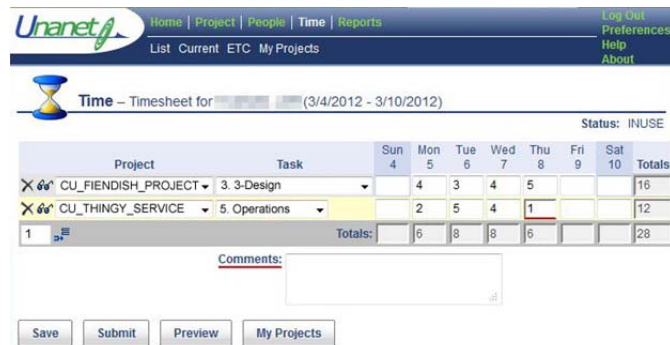 Unanet
Home | Project | People | Time | Reports
Log Out
Preferences
Help
About
List Current ETC My Projects
Time – Timesheet for (3/4/2012 - 3/10/2012)
Status: INUSE
Project Task Sun 4 Mon 5 Tue 6 Wed 7 Thu 8 Fri 9 Sat 10 Totals
CU_FIENDISH_PROJECT 3. 3-Design 4 3 4 5 16
CU_THINGY_SERVICE 5. Operations 2 5 4 1 12
1 Totals: 6 8 8 6 28
Comments:
Save Submit Preview My Projects